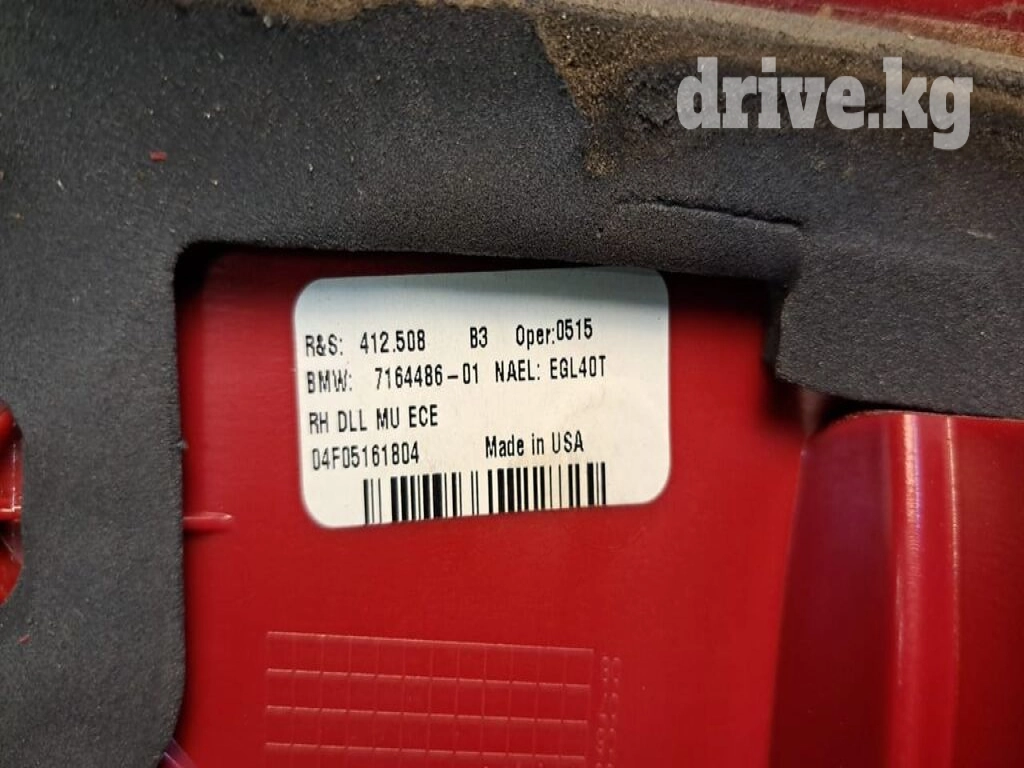 drive.kg
R&S: 412.508 B3 Oper:0515
BMW: 7164486-01 NAEL: EGL40T
RH DLL MU ECE
04F05161804 Made in USA